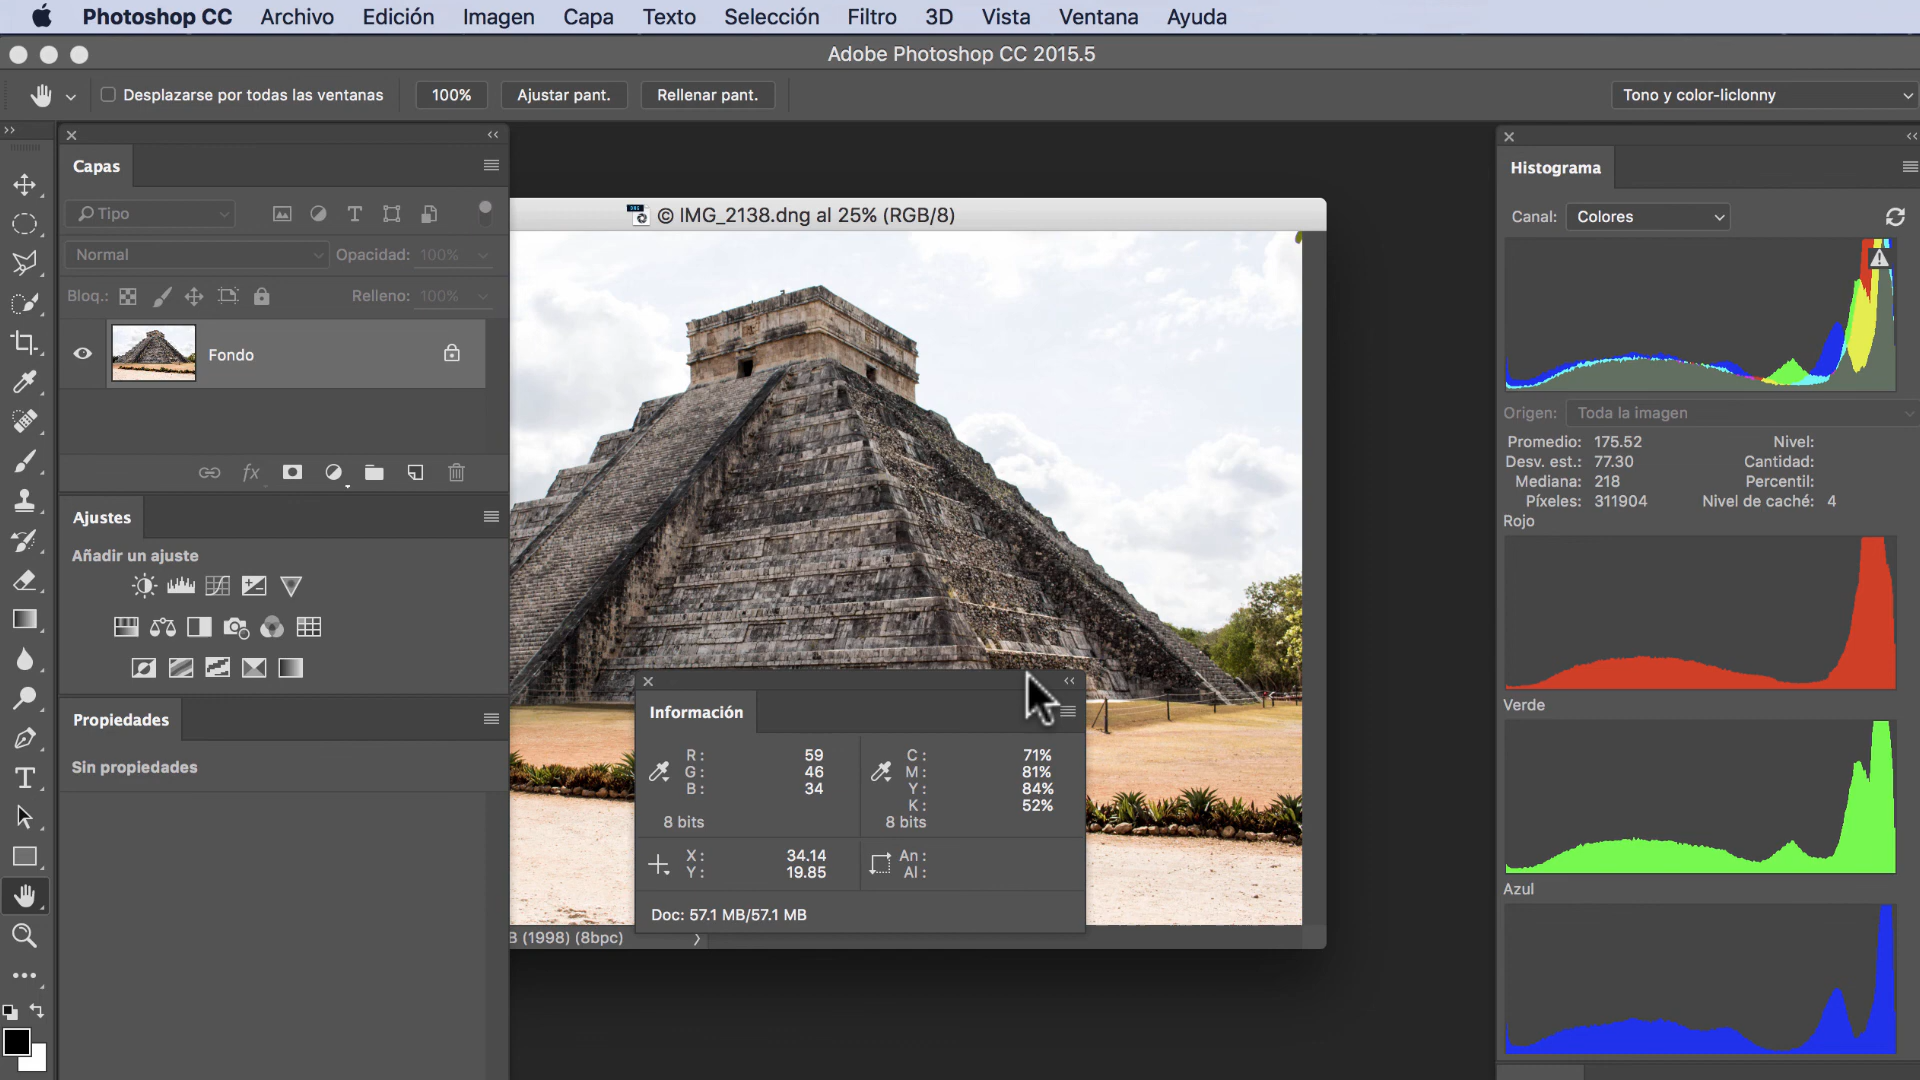 Photoshop CC Archivo Edición Imagen Capa Texto Selección Filtro 3D Vista Ventana Ayuda
Adobe Photoshop CC 2015.5
Desplazarse por todas las ventanas 100% Ajustar pant. Rellenar pant. Tono y color-liclonny
Capas
Tipo
Normal Opacidad: 100%
Bloq.: Relleno: 100%
Fondo
fx
Ajustes
Añadir un ajuste
Propiedades
Sin propiedades
© IMG_2138.dng al 25% (RGB/8)
Información
R: 59 C: 71%
G: 46 M: 81%
B: 34 Y: 84%
K: 52%
8 bits 8 bits
X: 34.14 An:
Y: 19.85 Al:
Doc: 57.1 MB/57.1 MB
B (1998) (8bpc)
Histograma
Canal: Colores
Origen: Toda la imagen
Promedio: 175.52 Nivel:
Desv. est.: 77.30 Cantidad:
Mediana: 218 Percentil:
Píxeles: 311904 Nivel de caché: 4
Rojo
Verde
Azul